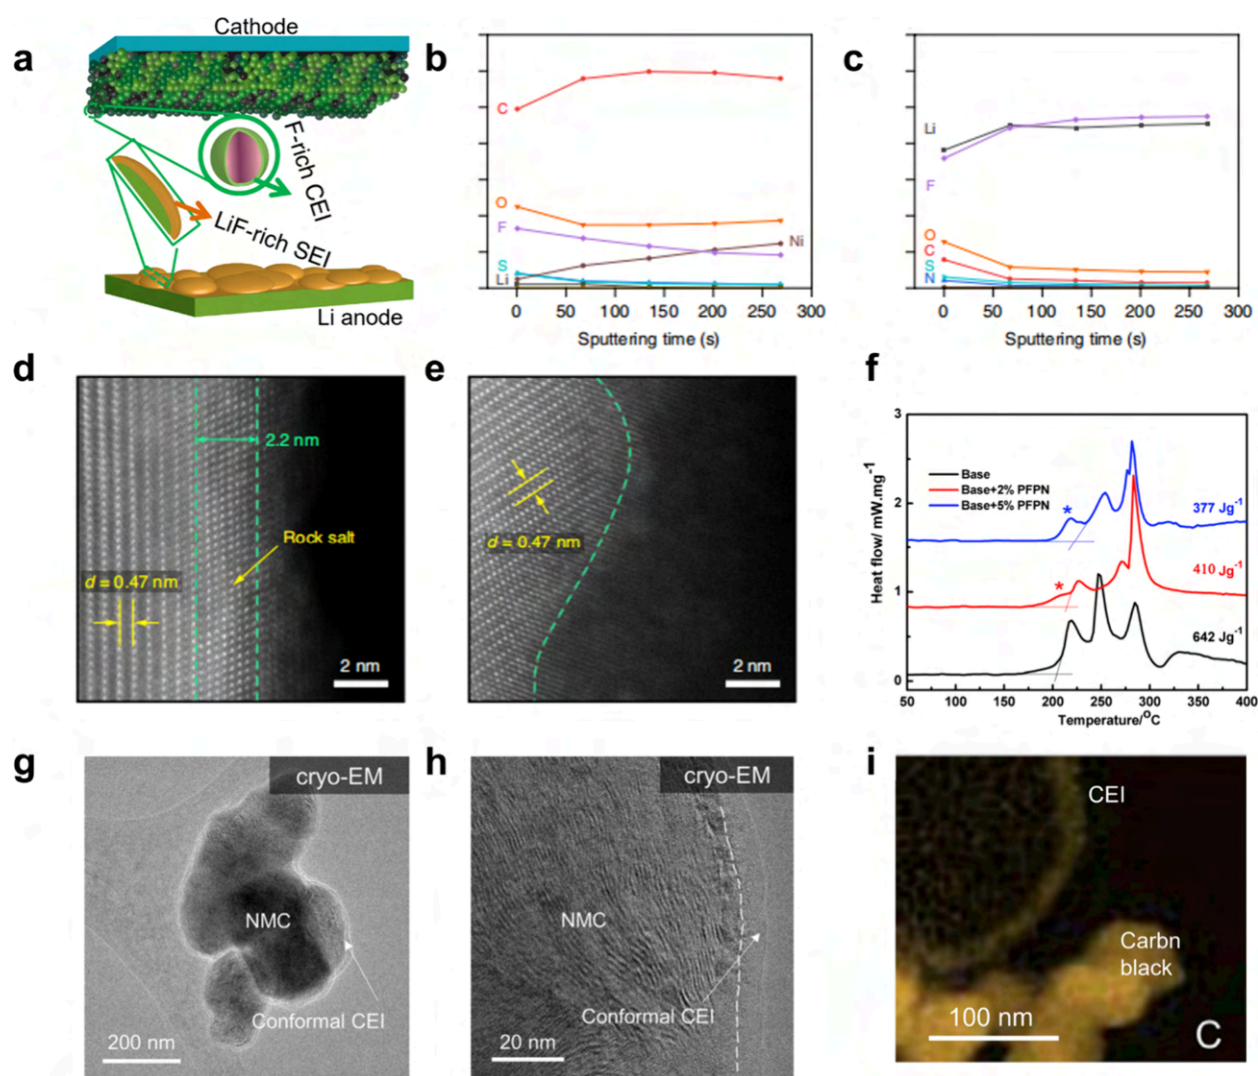 a
Cathode
F-rich CEI
LiF-rich SEI
Li anode
b
C
O
F
S
Li
Ni
0 50 100 150 200 250 300
Sputtering time (s)
c
Li
F
O
C
S
N
0 50 100 150 200 250 300
Sputtering time (s)
d
2.2 nm
Rock salt
d = 0.47 nm
2 nm
e
d = 0.47 nm
2 nm
f
3
2
1
0
Heat flow/ mW.mg-1
Base
Base+2% PFPN
Base+5% PFPN
*
377 Jg-1
*
410 Jg-1
642 Jg-1
50 100 150 200 250 300 350 400
Temperature/°C
g
cryo-EM
NMC
Conformal CEI
200 nm
h
cryo-EM
NMC
Conformal CEI
20 nm
i
CEI
Carbn
black
100 nm
C